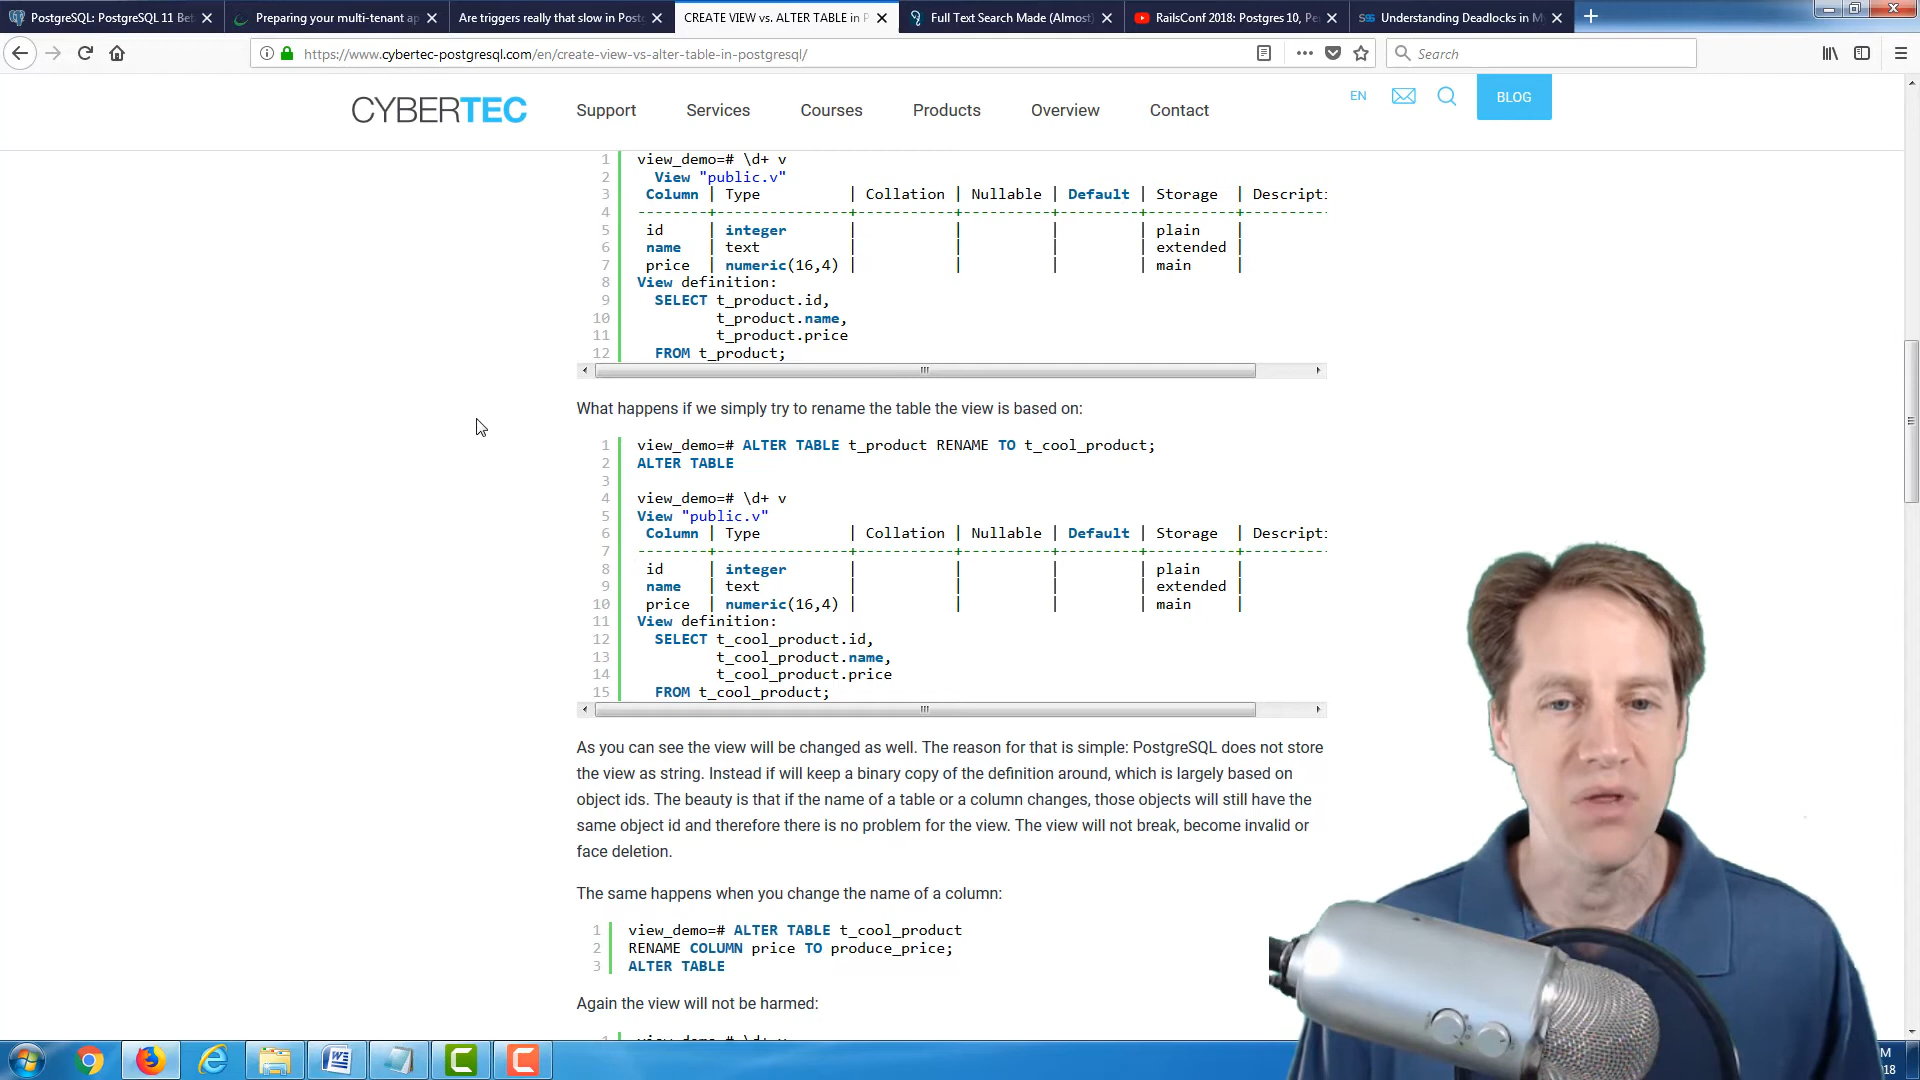 PostgreSQL: PostgreSQL 11 Bet
Preparing your multi-tenant ap
Are triggers really that slow in Postg
CREATE VIEW vs. ALTER TABLE in P
Full Text Search Made (Almost)
RailsConf 2018: Postgres 10, Pe
Understanding Deadlocks in M
https://www.cybertec-postgresql.com/en/create-view-vs-alter-table-in-postgresql/
Search
CYBERTEC
Support
Services
Courses
Products
Overview
Contact
EN
BLOG
1 view_demo=# \d+ v
2 View "public.v"
3 Column | Type | Collation | Nullable | Default | Storage | Descripti
4 --------+---------------+-----------+----------+---------+----------+---------
5 id | integer | | | | plain |
6 name | text | | | | extended |
7 price | numeric(16,4) | | | | main |
8 View definition:
9 SELECT t_product.id,
10 t_product.name,
11 t_product.price
12 FROM t_product;
What happens if we simply try to rename the table the view is based on:
1 view_demo=# ALTER TABLE t_product RENAME TO t_cool_product;
2 ALTER TABLE
3
4 view_demo=# \d+ v
5 View "public.v"
6 Column | Type | Collation | Nullable | Default | Storage | Descripti
7 --------+---------------+-----------+----------+---------+----------+---------
8 id | integer | | | | plain |
9 name | text | | | | extended |
10 price | numeric(16,4) | | | | main |
11 View definition:
12 SELECT t_cool_product.id,
13 t_cool_product.name,
14 t_cool_product.price
15 FROM t_cool_product;
As you can see the view will be changed as well. The reason for that is simple: PostgreSQL does not store
the view as string. Instead if will keep a binary copy of the definition around, which is largely based on
object ids. The beauty is that if the name of a table or a column changes, those objects will still have the
same object id and therefore there is no problem for the view. The view will not break, become invalid or
face deletion.
The same happens when you change the name of a column:
1 view_demo=# ALTER TABLE t_cool_product
2 RENAME COLUMN price TO produce_price;
3 ALTER TABLE
Again the view will not be harmed:
M
18